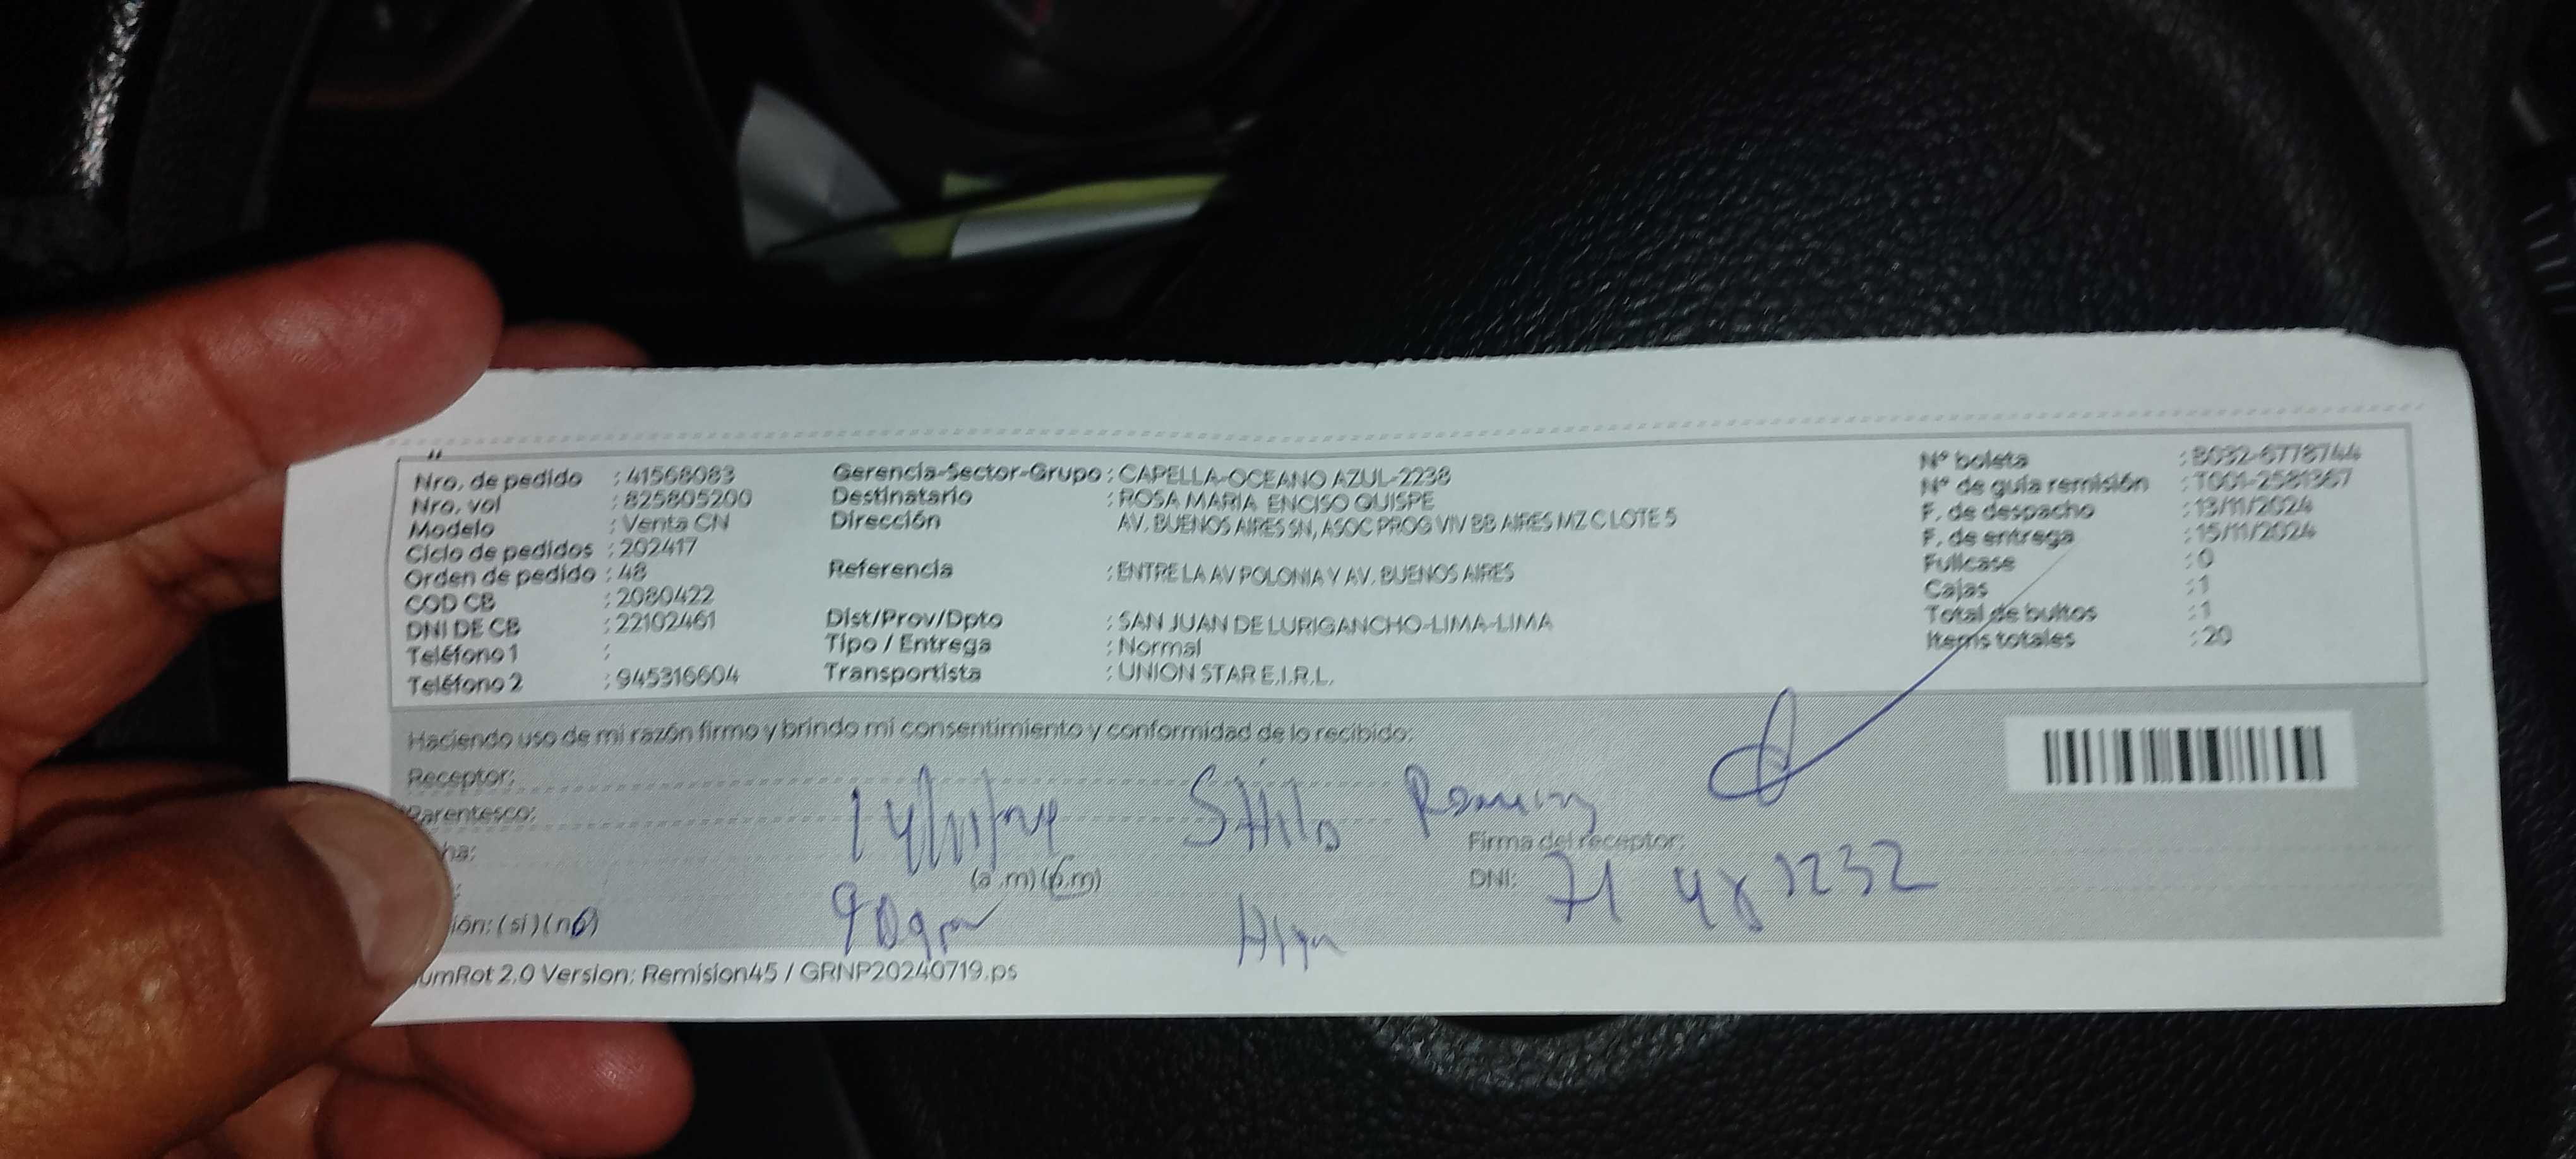 Nro. de pedido : 41568083
Nro. vol : 825805200
Modelo : Venta CN
Ciclo de pedidos : 202417
Orden de pedido : 48
COD CB : 2080422
DNI DE CB : 22102461
Teléfono 1 :
Teléfono 2 : 945316604
Gerencia-Sector-Grupo : CAPELLA-OCEANO AZUL-2238
Destinatario : ROSA MARIA ENCISO QUISPE
Dirección AV. BUENOS AIRES SN, ASOC PROG VIV BB AIRES MZ C LOTE 5
Referencia : ENTRE LA AV POLONIA Y AV. BUENOS AIRES
Dist/Prov/Dpto : SAN JUAN DE LURIGANCHO-LIMA-LIMA
Tipo / Entrega : Normal
Transportista : UNION STAR E.I.R.L.
Nº boleta : B032-6778744
Nº de guía remisión : T001-2581367
F. de despacho : 13/11/2024
F. de entrega : 15/11/2024
Fullcase : 0
Cajas : 1
Total de bultos : 1
Items totales : 20
Haciendo uso de mi razón firmo y brindo mi consentimiento y conformidad de lo recibido:
Receptor:
Parentesco:
14/11/24
ha:
Firma del receptor:
(a .m) (p.m)
DNI:
ión: (si) (no)
umRot 2.0 Version: Remision45 / GRNP20240719.ps